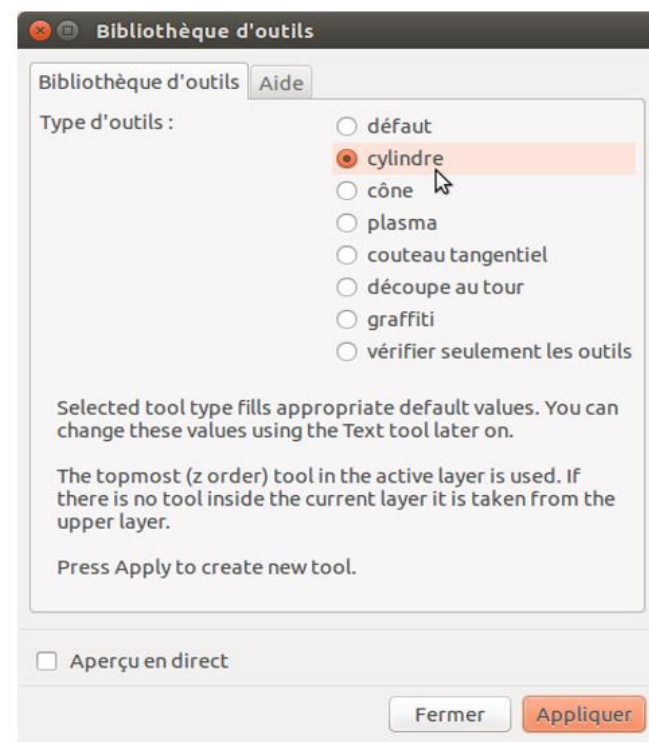 Bibliothèque d'outils
Bibliothèque d'outils Aide
Type d'outils :
défaut
cylindre
cône
plasma
couteau tangentiel
découpe au tour
graffiti
vérifier seulement les outils
Selected tool type fills appropriate default values. You can
change these values using the Text tool later on.
The topmost (z order) tool in the active layer is used. If
there is no tool inside the current layer it is taken from the
upper layer.
Press Apply to create new tool.
Aperçu en direct
Fermer Appliquer